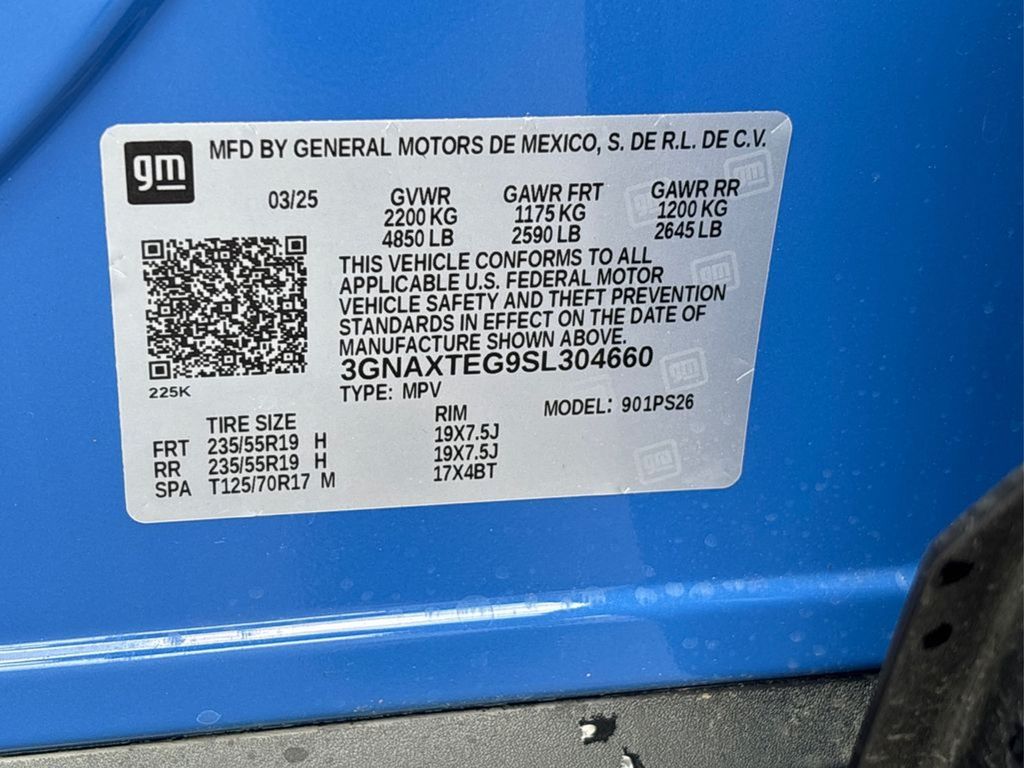 gm MFD BY GENERAL MOTORS DE MEXICO, S. DE R.L. DE C.V.
03/25 GVWR GAWR FRT GAWR RR
2200 KG 1175 KG 1200 KG
4850 LB 2590 LB 2645 LB
THIS VEHICLE CONFORMS TO ALL
APPLICABLE U.S. FEDERAL MOTOR
VEHICLE SAFETY AND THEFT PREVENTION
STANDARDS IN EFFECT ON THE DATE OF
MANUFACTURE SHOWN ABOVE.
3GNAXTEG9SL304660
225K TYPE: MPV MODEL: 901PS26
TIRE SIZE RIM
FRT 235/55R19 H 19X7.5J
RR 235/55R19 H 19X7.5J
SPA T125/70R17 M 17X4BT